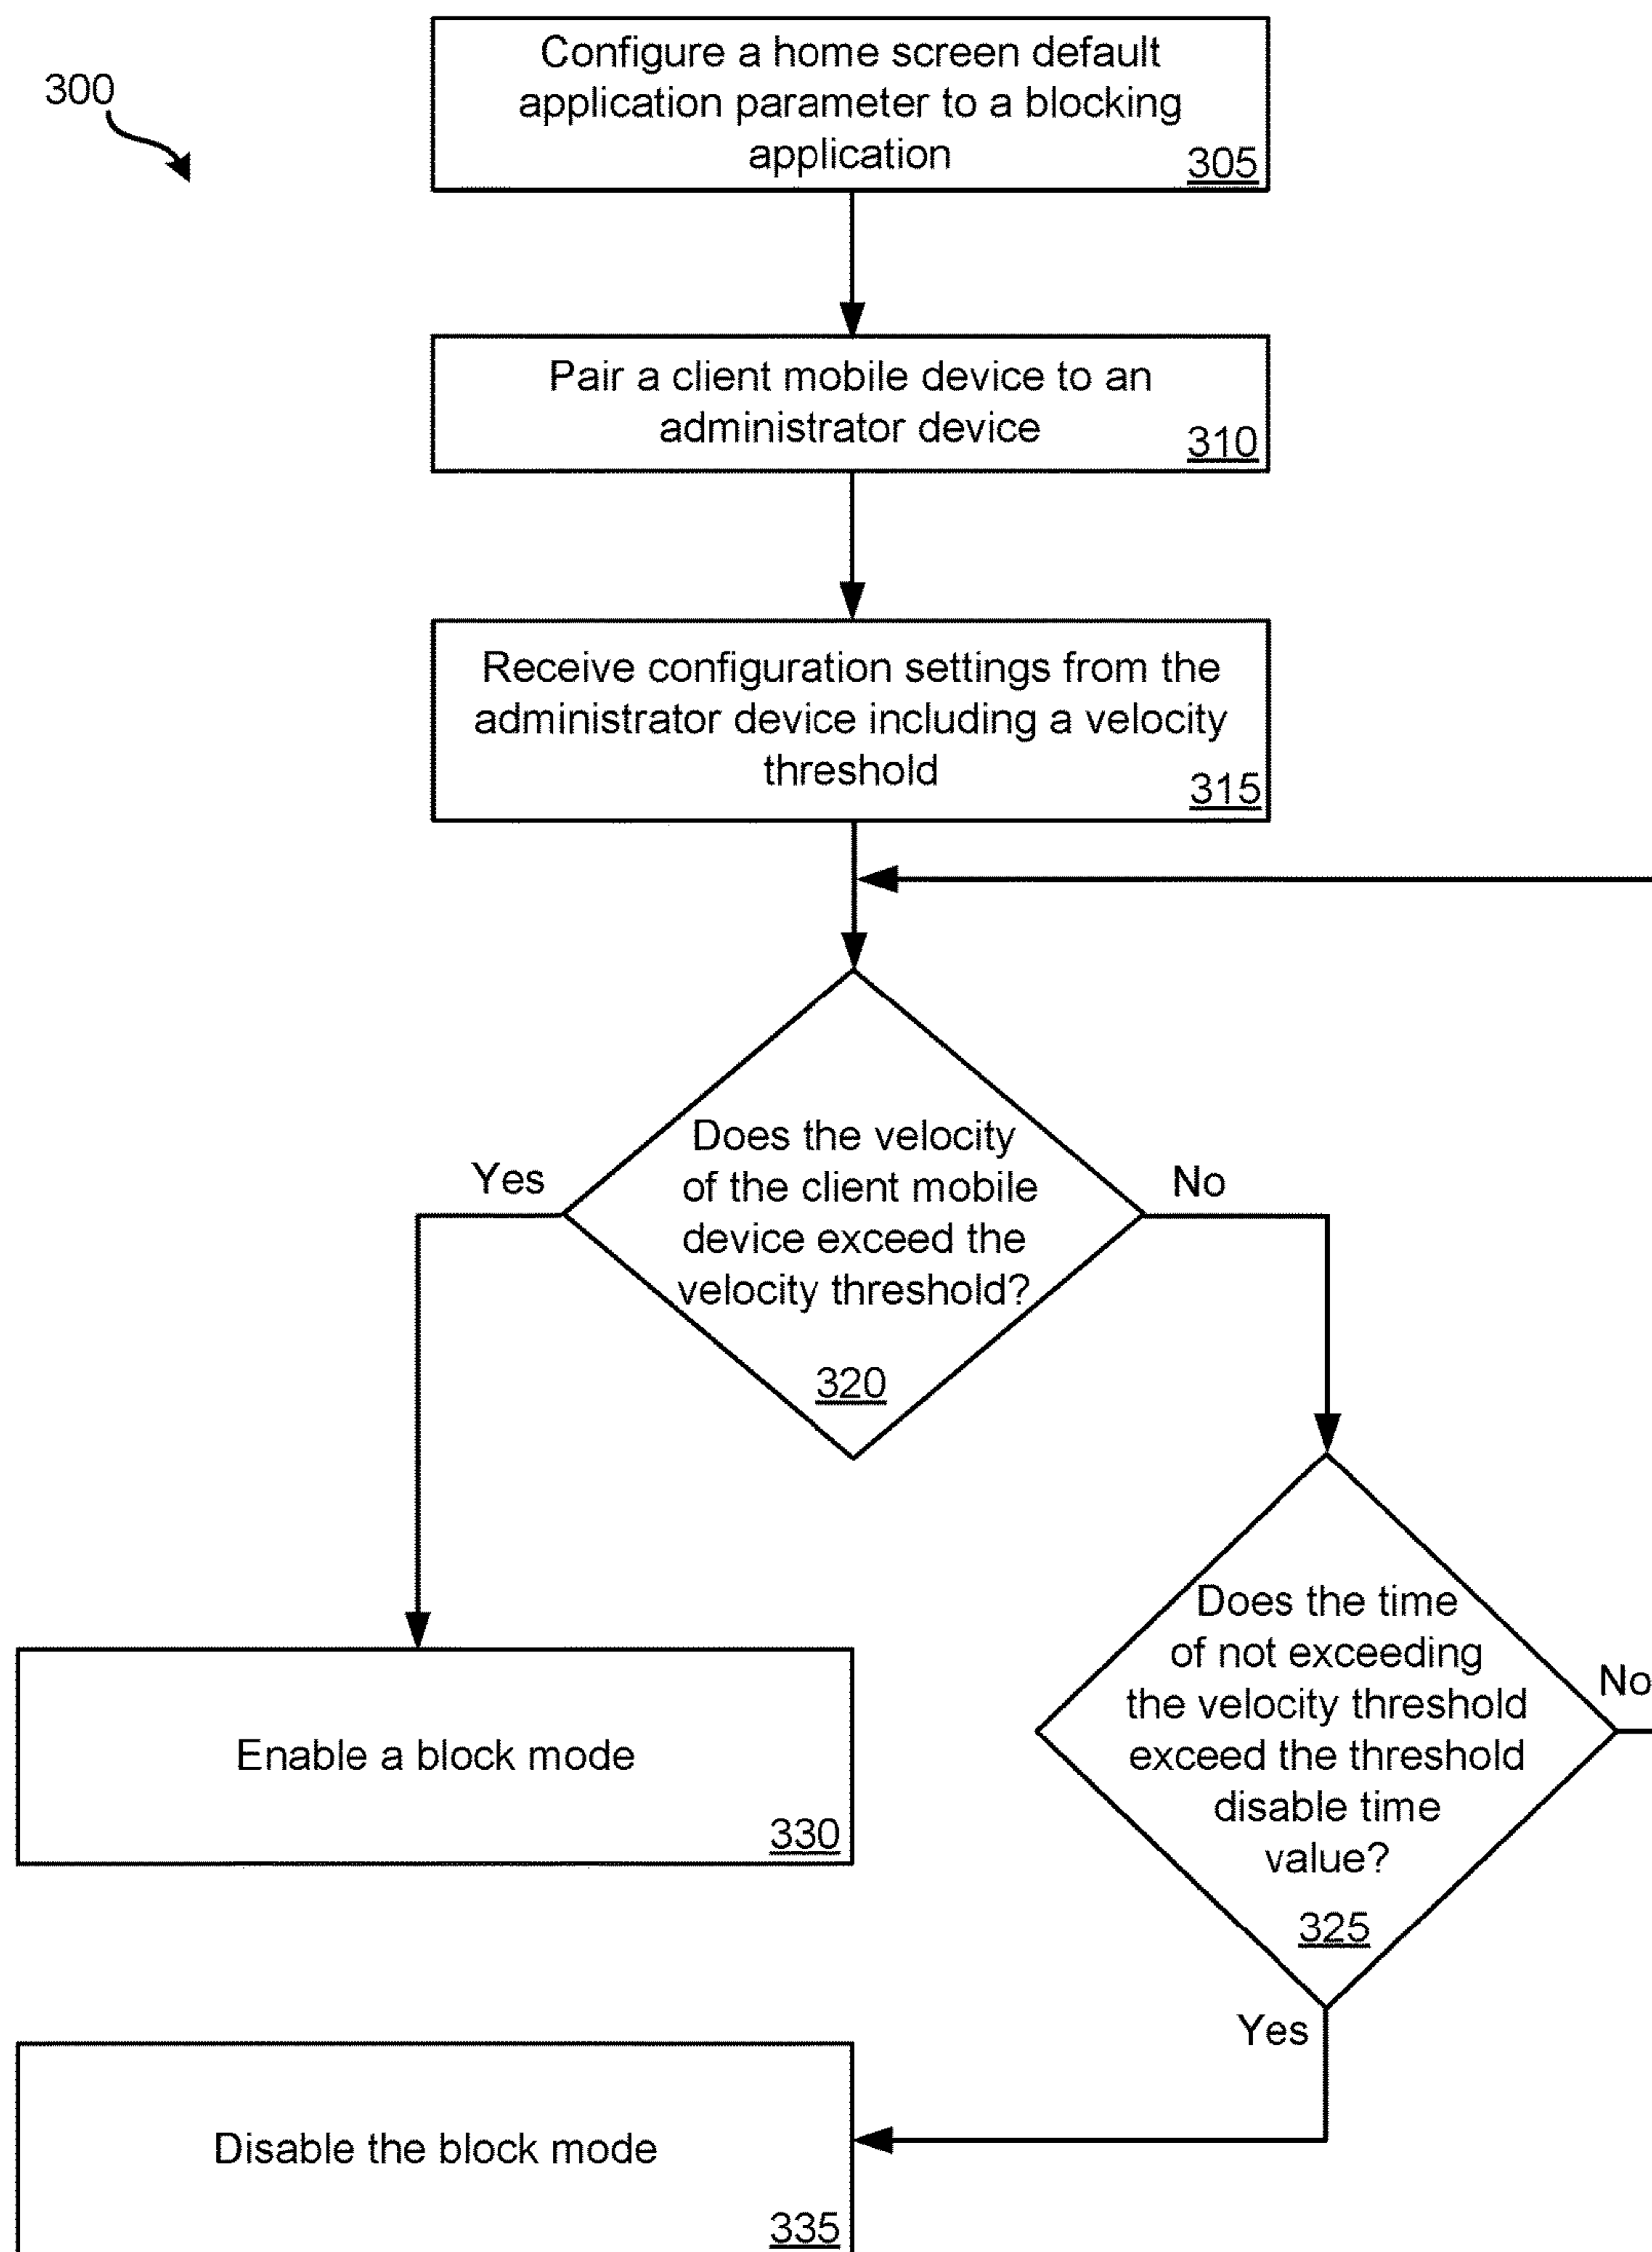 300
Configure a home screen default
application parameter to a blocking
application
305
Pair a client mobile device to an
administrator device
310
Receive configuration settings from the
administrator device including a velocity
threshold
315
Does the velocity
of the client mobile
device exceed the
velocity threshold?
320
Yes
No
Does the time
of not exceeding
the velocity threshold
exceed the threshold
disable time
value?
325
No
Yes
Enable a block mode
330
Disable the block mode
335